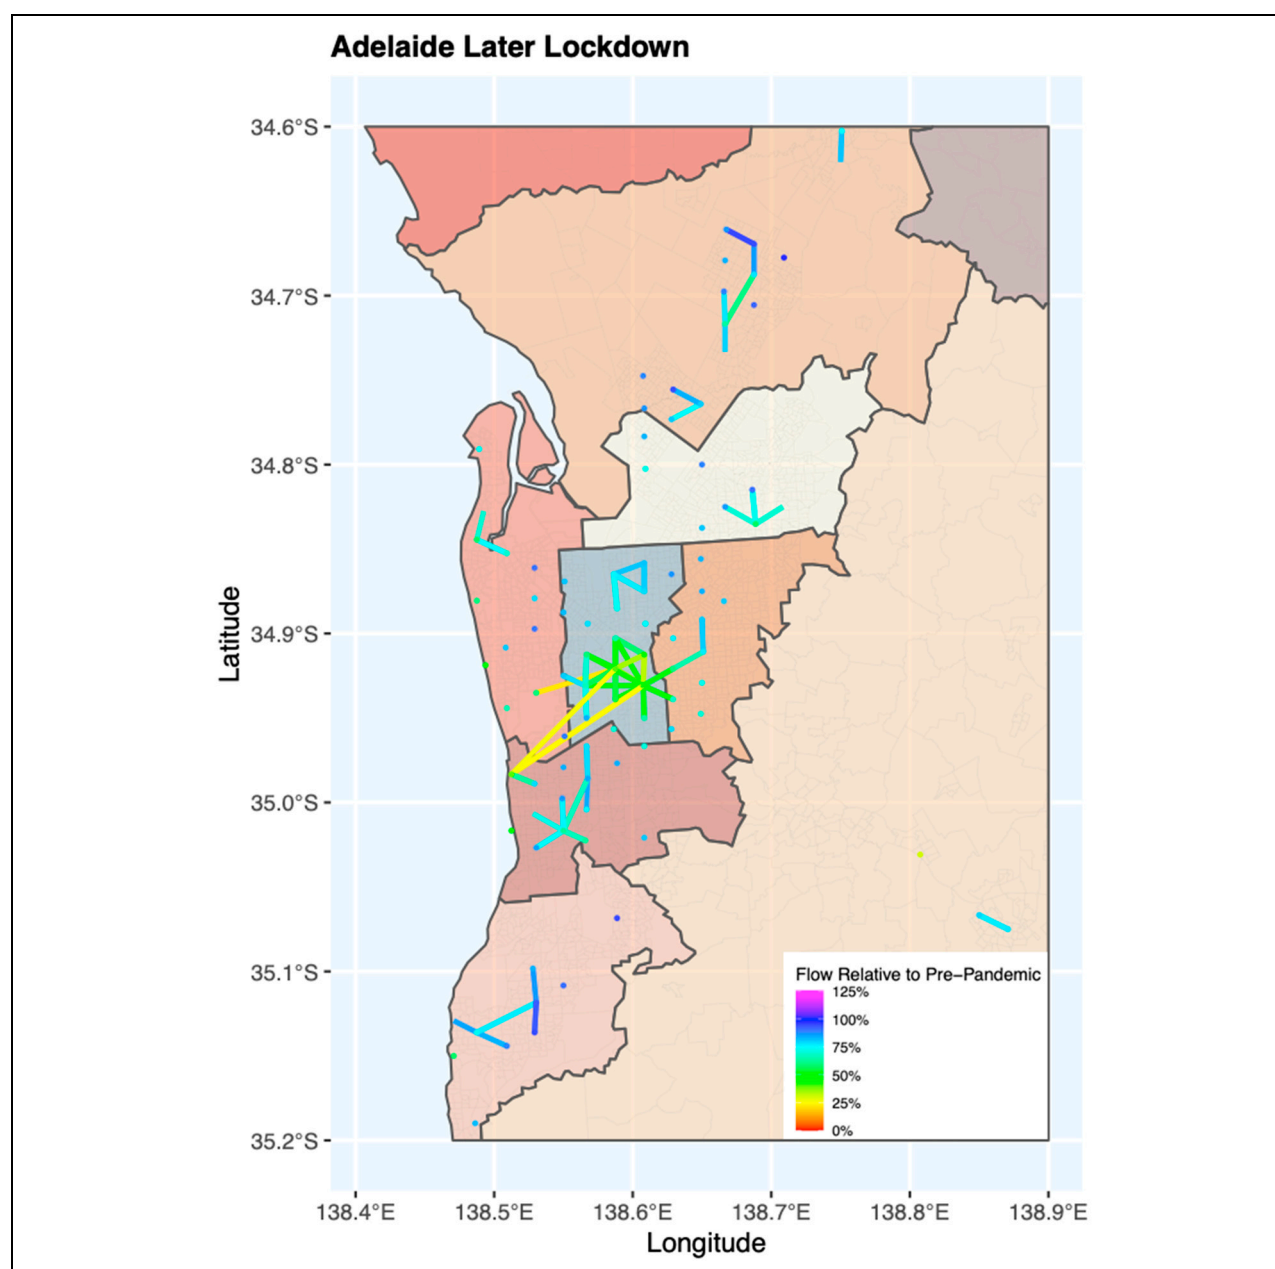 Adelaide Later Lockdown
34.6°S
34.7°S
34.8°S
34.9°S
35.0°S
35.1°S
35.2°S
Latitude
Flow Relative to Pre-Pandemic
125%
100%
75%
50%
25%
0%
138.4°E 138.5°E 138.6°E 138.7°E 138.8°E 138.9°E
Longitude